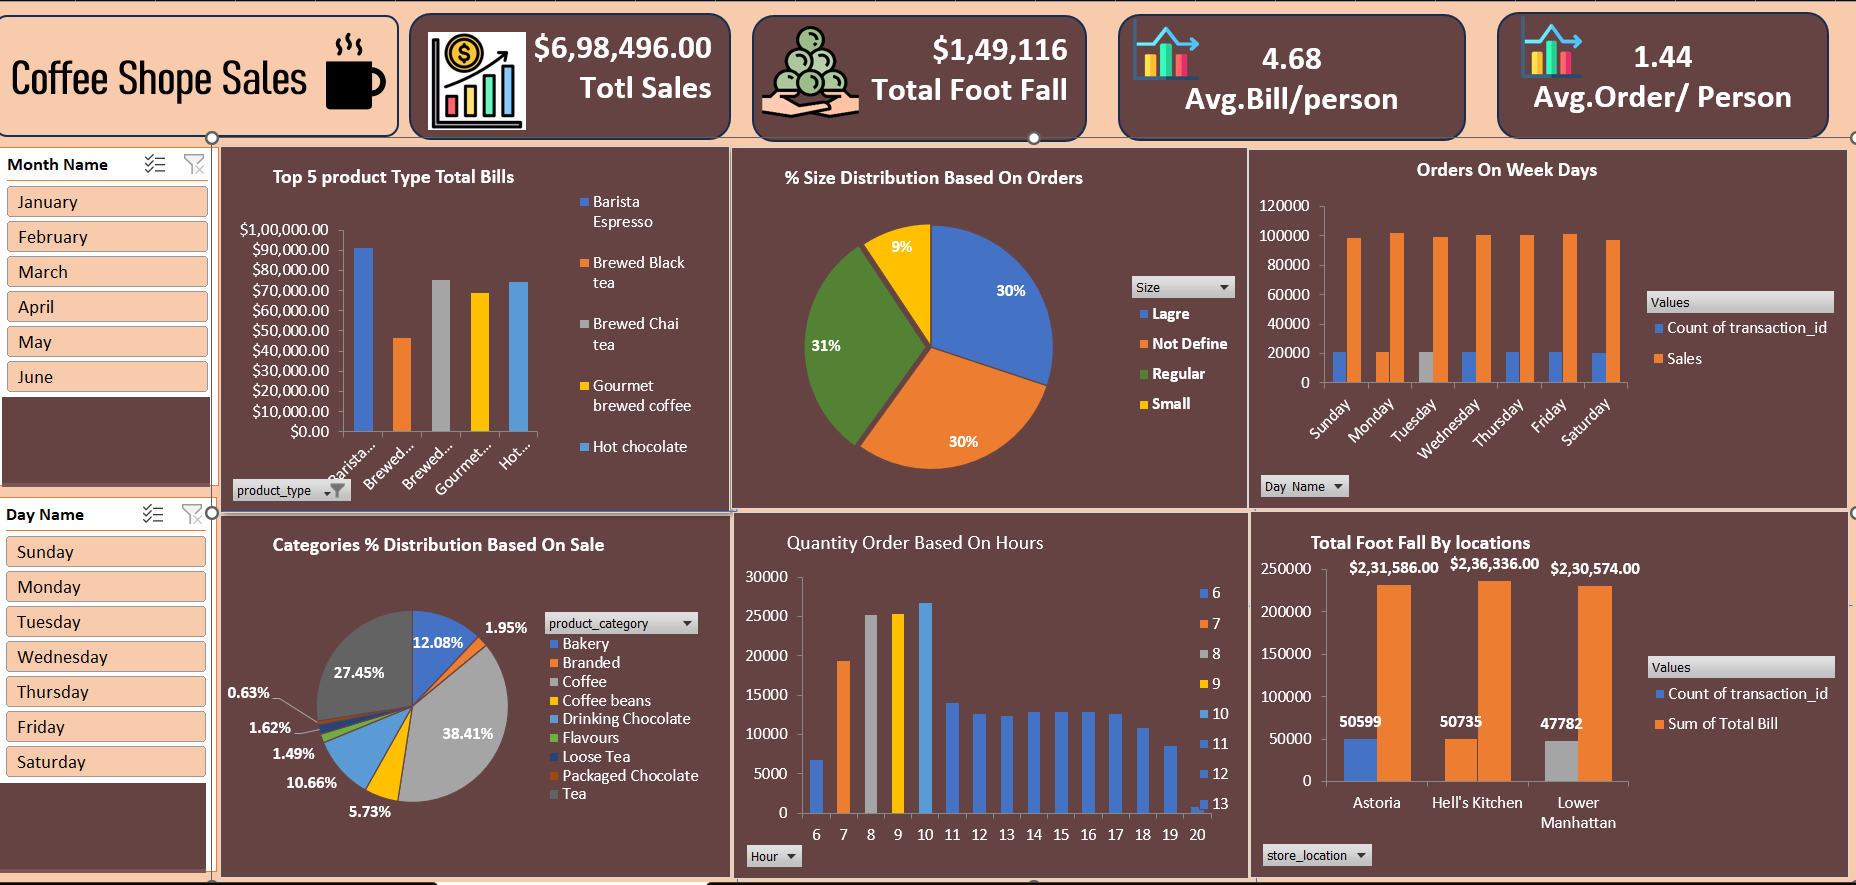 Coffee Shope Sales
$6,98,496.00
Totl Sales
$1,49,116
Total Foot Fall
4.68
Avg.Bill/person
1.44
Avg.Order/ Person
Month Name
January
February
March
April
May
June
Day Name
Sunday
Monday
Tuesday
Wednesday
Thursday
Friday
Saturday
Top 5 product Type Total Bills
$1,00,000.00
$90,000.00
$80,000.00
$70,000.00
$60,000.00
$50,000.00
$40,000.00
$30,000.00
$20,000.00
$10,000.00
$0.00
Barista...
Brewed...
Brewed...
Gourmet...
Hot...
Barista
Espresso
Brewed Black
tea
Brewed Chai
tea
Gourmet
brewed coffee
Hot chocolate
product_type
% Size Distribution Based On Orders
9%
30%
31%
30%
Size
Lagre
Not Define
Regular
Small
Orders On Week Days
120000
100000
80000
60000
40000
20000
0
Sunday
Monday
Tuesday
Wednesday
Thursday
Friday
Saturday
Values
Count of transaction_id
Sales
Day Name
Categories % Distribution Based On Sale
12.08%
1.95%
27.45%
0.63%
1.62%
38.41%
1.49%
10.66%
5.73%
product_category
Bakery
Branded
Coffee
Coffee beans
Drinking Chocolate
Flavours
Loose Tea
Packaged Chocolate
Tea
Quantity Order Based On Hours
30000
25000
20000
15000
10000
5000
0
6 7 8 9 10 11 12 13 14 15 16 17 18 19 20
6
7
8
9
10
11
12
13
Hour
Total Foot Fall By locations
$2,31,586.00 $2,36,336.00 $2,30,574.00
250000
200000
150000
100000
50000
0
50599
50735
47782
Astoria
Hell's Kitchen
Lower
Manhattan
Values
Count of transaction_id
Sum of Total Bill
store_location